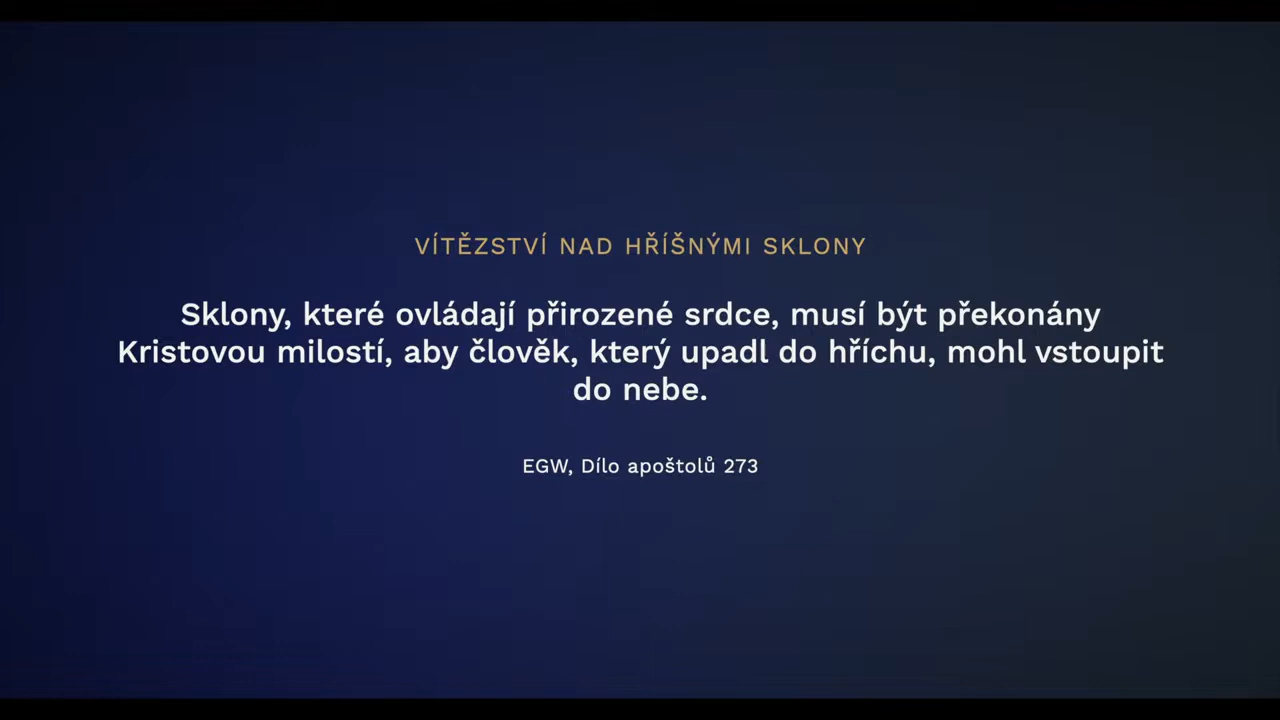 VÍTĚZSTVÍ NAD HŘÍŠNÝMI SKLONY
Sklony, které ovládají přirozené srdce, musí být překonány
Kristovou milostí, aby člověk, který upadl do hříchu, mohl vstoupit
do nebe.
EGW, Dílo apoštolů 273